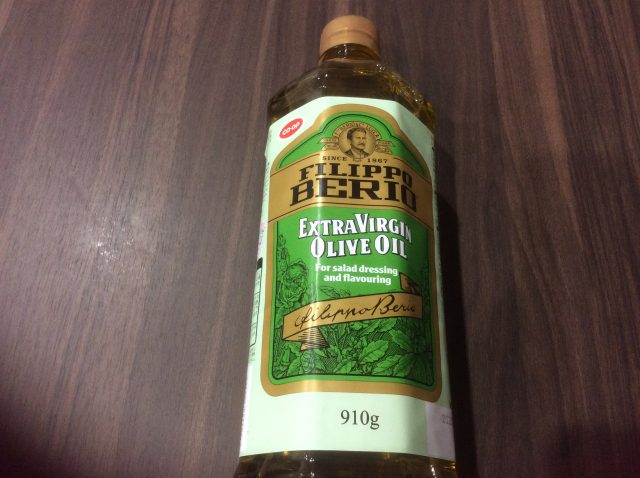 CO·OP
SINCE 1867
FILIPPO
BERIO
EXTRA VIRGIN
OLIVE OIL
For salad dressing
and flavouring
Filippo Berio
910g